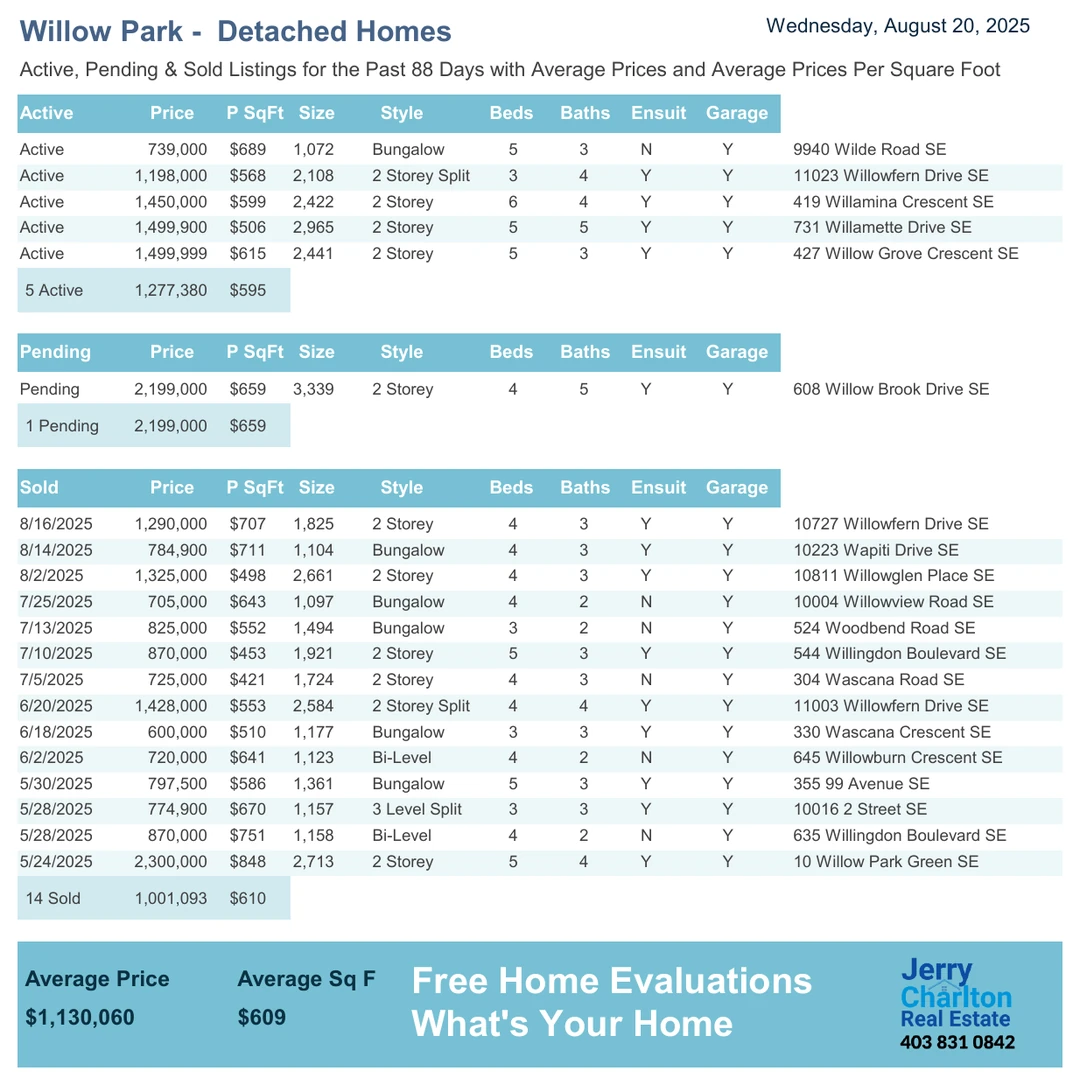 Willow Park -  Detached Homes
Wednesday, August 20, 2025
Active, Pending & Sold Listings for the Past 88 Days with Average Prices and Average Prices Per Square Foot
Active Price P SqFt Size Style Beds Baths Ensuit Garage
Active 739,000 $689 1,072 Bungalow 5 3 N Y 9940 Wilde Road SE
Active 1,198,000 $568 2,108 2 Storey Split 3 4 Y Y 11023 Willowfern Drive SE
Active 1,450,000 $599 2,422 2 Storey 6 4 Y Y 419 Willamina Crescent SE
Active 1,499,900 $506 2,965 2 Storey 5 5 Y Y 731 Willamette Drive SE
Active 1,499,999 $615 2,441 2 Storey 5 3 Y Y 427 Willow Grove Crescent SE
5 Active 1,277,380 $595
Pending Price P SqFt Size Style Beds Baths Ensuit Garage
Pending 2,199,000 $659 3,339 2 Storey 4 5 Y Y 608 Willow Brook Drive SE
1 Pending 2,199,000 $659
Sold Price P SqFt Size Style Beds Baths Ensuit Garage
8/16/2025 1,290,000 $707 1,825 2 Storey 4 3 Y Y 10727 Willowfern Drive SE
8/14/2025 784,900 $711 1,104 Bungalow 4 3 Y Y 10223 Wapiti Drive SE
8/2/2025 1,325,000 $498 2,661 2 Storey 4 3 Y Y 10811 Willowglen Place SE
7/25/2025 705,000 $643 1,097 Bungalow 4 2 N Y 10004 Willowview Road SE
7/13/2025 825,000 $552 1,494 Bungalow 3 2 N Y 524 Woodbend Road SE
7/10/2025 870,000 $453 1,921 2 Storey 5 3 Y Y 544 Willingdon Boulevard SE
7/5/2025 725,000 $421 1,724 2 Storey 4 3 N Y 304 Wascana Road SE
6/20/2025 1,428,000 $553 2,584 2 Storey Split 4 4 Y Y 11003 Willowfern Drive SE
6/18/2025 600,000 $510 1,177 Bungalow 3 3 Y Y 330 Wascana Crescent SE
6/2/2025 720,000 $641 1,123 Bi-Level 4 2 N Y 645 Willowburn Crescent SE
5/30/2025 797,500 $586 1,361 Bungalow 5 3 Y Y 355 99 Avenue SE
5/28/2025 774,900 $670 1,157 3 Level Split 3 3 Y Y 10016 2 Street SE
5/28/2025 870,000 $751 1,158 Bi-Level 4 2 N Y 635 Willingdon Boulevard SE
5/24/2025 2,300,000 $848 2,713 2 Storey 5 4 Y Y 10 Willow Park Green SE
14 Sold 1,001,093 $610
Average Price Average Sq F
$1,130,060 $609
Free Home Evaluations
What's Your Home
Jerry
Charlton
Real Estate
403 831 0842